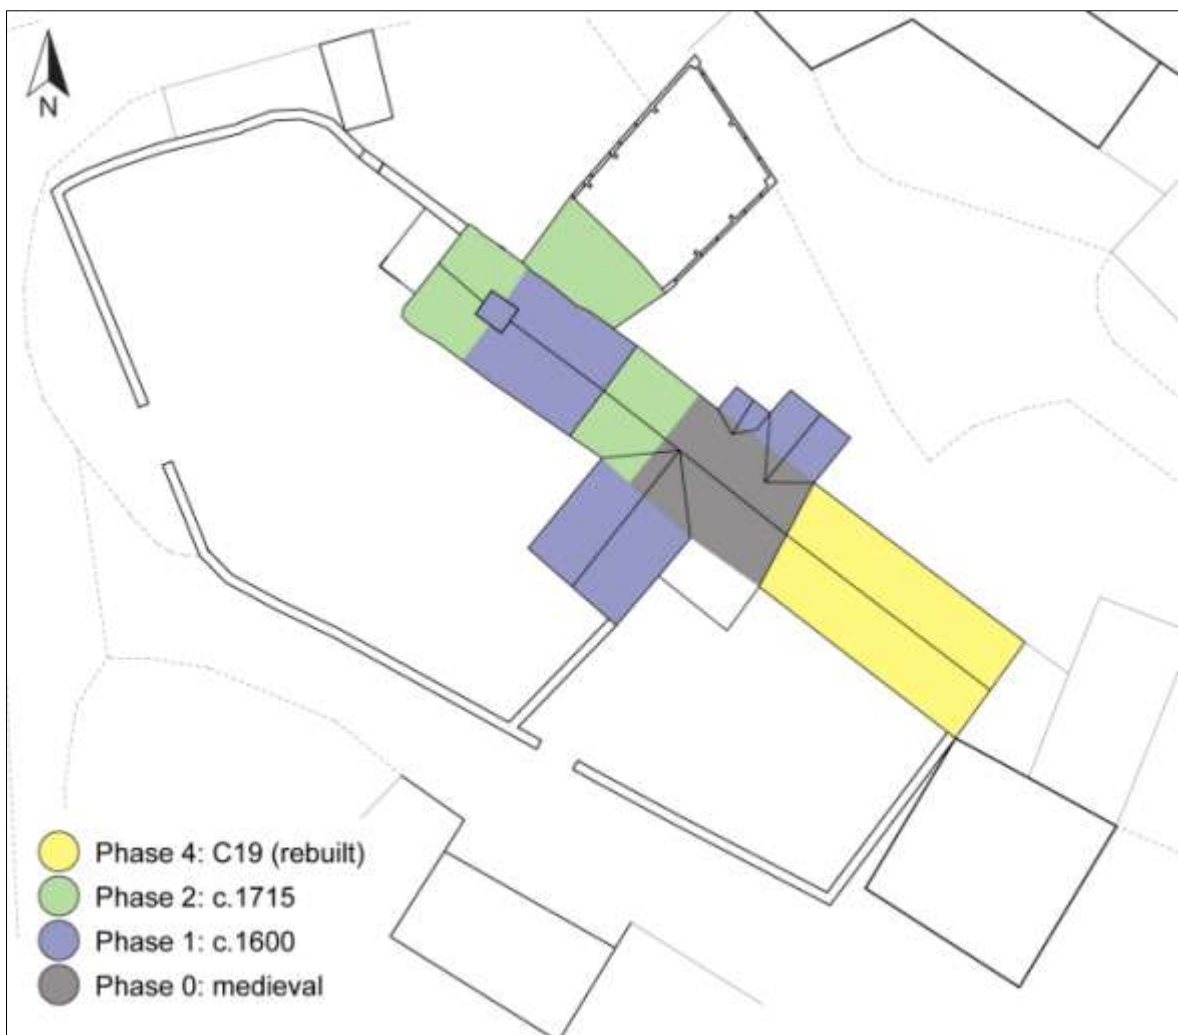 N
Phase 4: C19 (rebuilt)
Phase 2: c.1715
Phase 1: c.1600
Phase 0: medieval